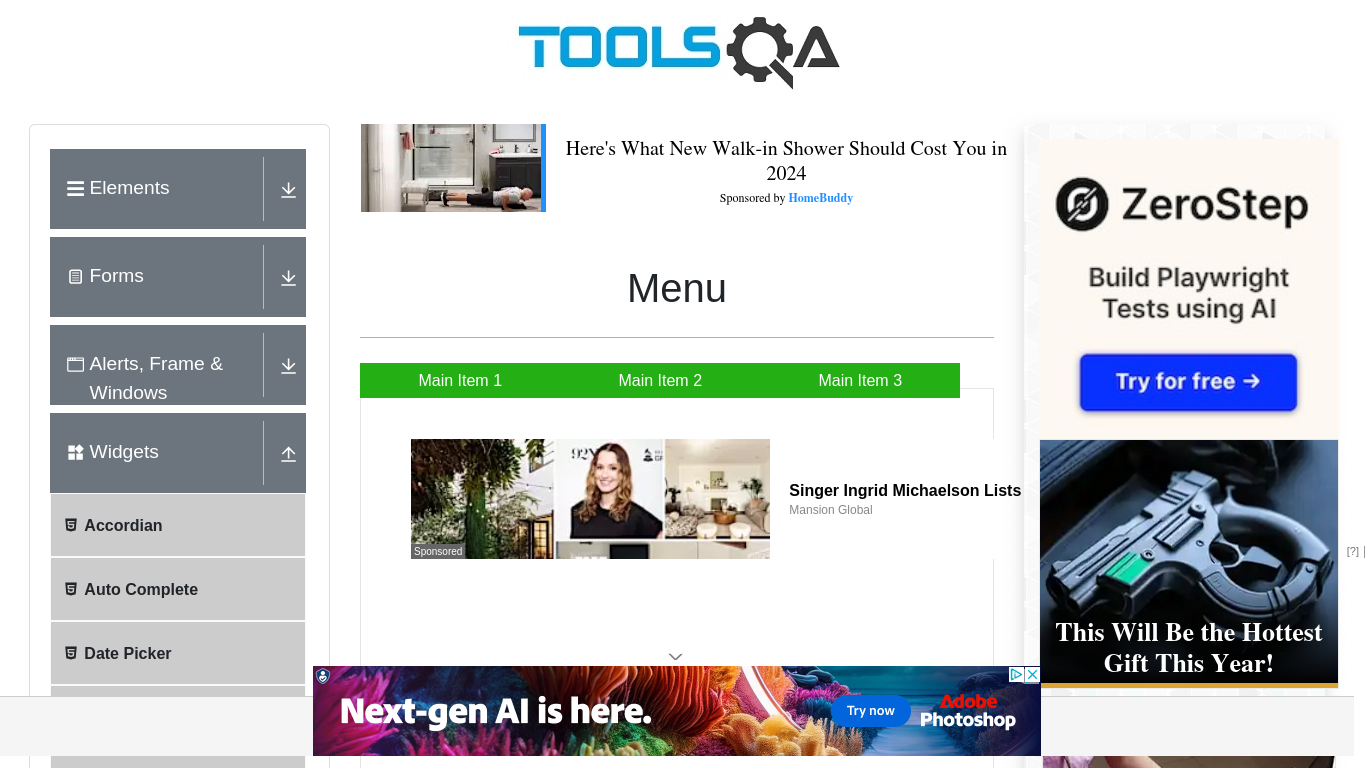 TOOLSQA
Elements
Forms
Alerts, Frame &
Windows
Widgets
Accordian
Auto Complete
Date Picker
Here's What New Walk-in Shower Should Cost You in
2024
Sponsored by HomeBuddy
Menu
Main Item 1
Main Item 2
Main Item 3
92Y
Sponsored
Singer Ingrid Michaelson Lists
Mansion Global
Next-gen AI is here.
Try now
Adobe
Photoshop
ZeroStep
Build Playwright
Tests using AI
Try for free →
This Will Be the Hottest
Gift This Year!
[?]